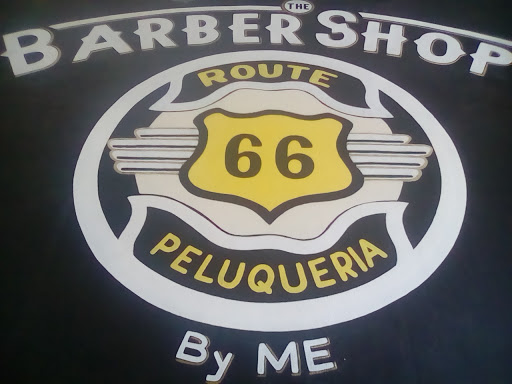 THE
BARBER SHOP
ROUTE
66
PELUQUERIA
By ME